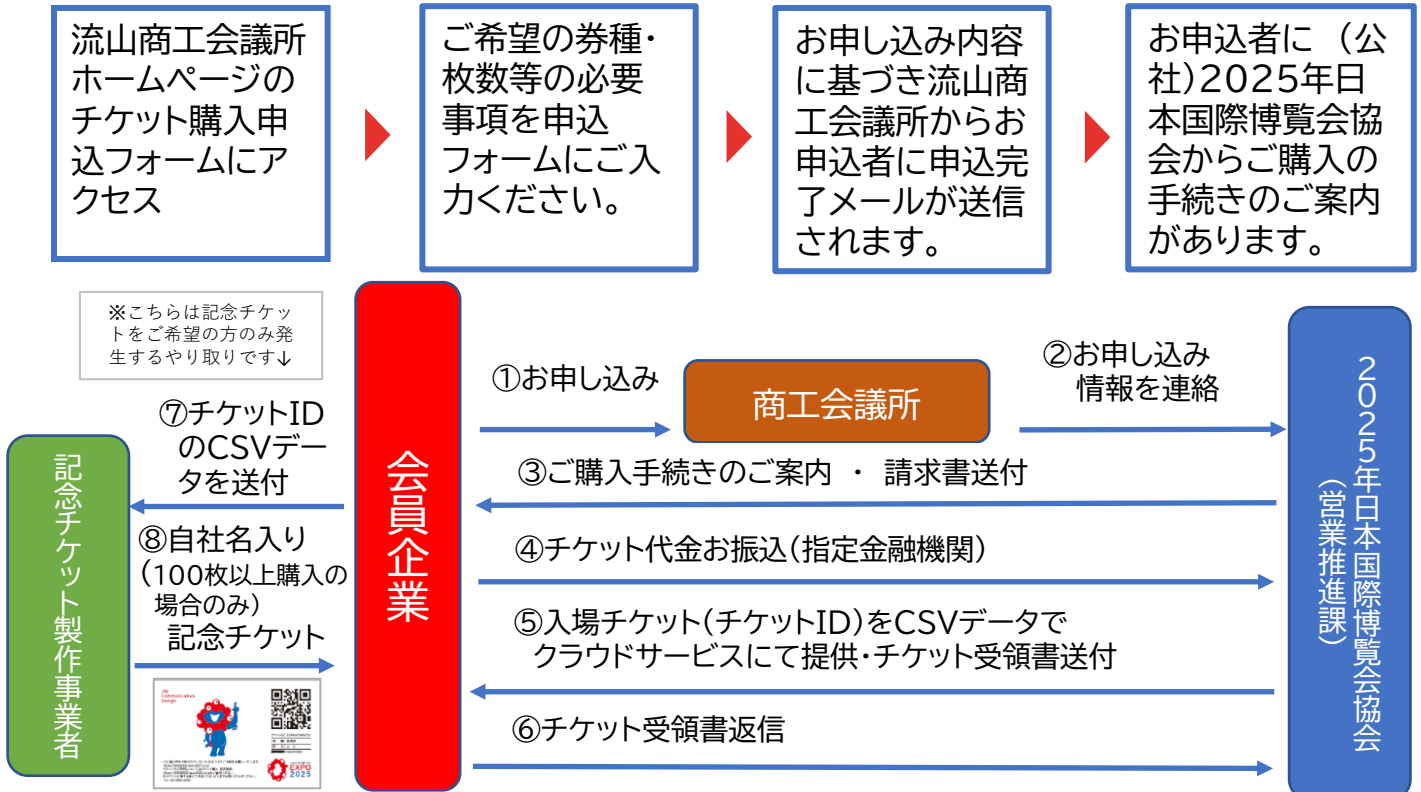 流山商工会議所
ホームページの
チケット購入申
込フォームにア
クセス
ご希望の券種・
枚数等の必要
事項を申込
フォームにご入
力ください。
お申し込み内容
に基づき流山商
工会議所からお
申込者に申込完
了メールが送信
されます。
お申込者に（公
社）2025年日
本国際博覧会協
会からご購入の
手続きのご案内
があります。
※こちらは記念チケッ
トをご希望の方のみ発
生するやり取りです↓
①お申し込み
商工会議所
②お申し込み
情報を連絡
⑦チケットID
のCSVデー
タを送付
③ご購入手続きのご案内 ・ 請求書送付
⑧自社名入り
（100枚以上購入の
場合のみ）
記念チケット
④チケット代金お振込（指定金融機関）
⑤入場チケット（チケットID）をCSVデータで
クラウドサービスにて提供・チケット受領書送付
⑥チケット受領書返信
記念チケット製作事業者
会員企業
2025年日本国際博覧会協会
（営業推進課）
EXPO
2025